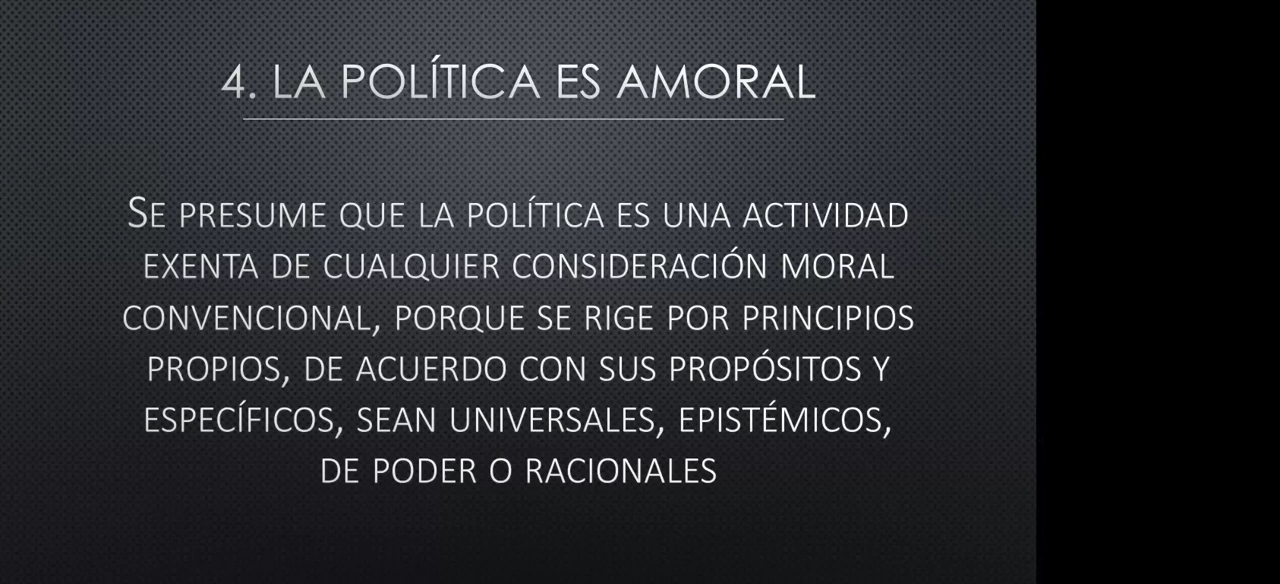 4. LA POLÍTICA ES AMORAL
SE PRESUME QUE LA POLÍTICA ES UNA ACTIVIDAD
EXENTA DE CUALQUIER CONSIDERACIÓN MORAL
CONVENCIONAL, PORQUE SE RIGE POR PRINCIPIOS
PROPIOS, DE ACUERDO CON SUS PROPÓSITOS Y
ESPECÍFICOS, SEAN UNIVERSALES, EPISTÉMICOS,
DE PODER O RACIONALES